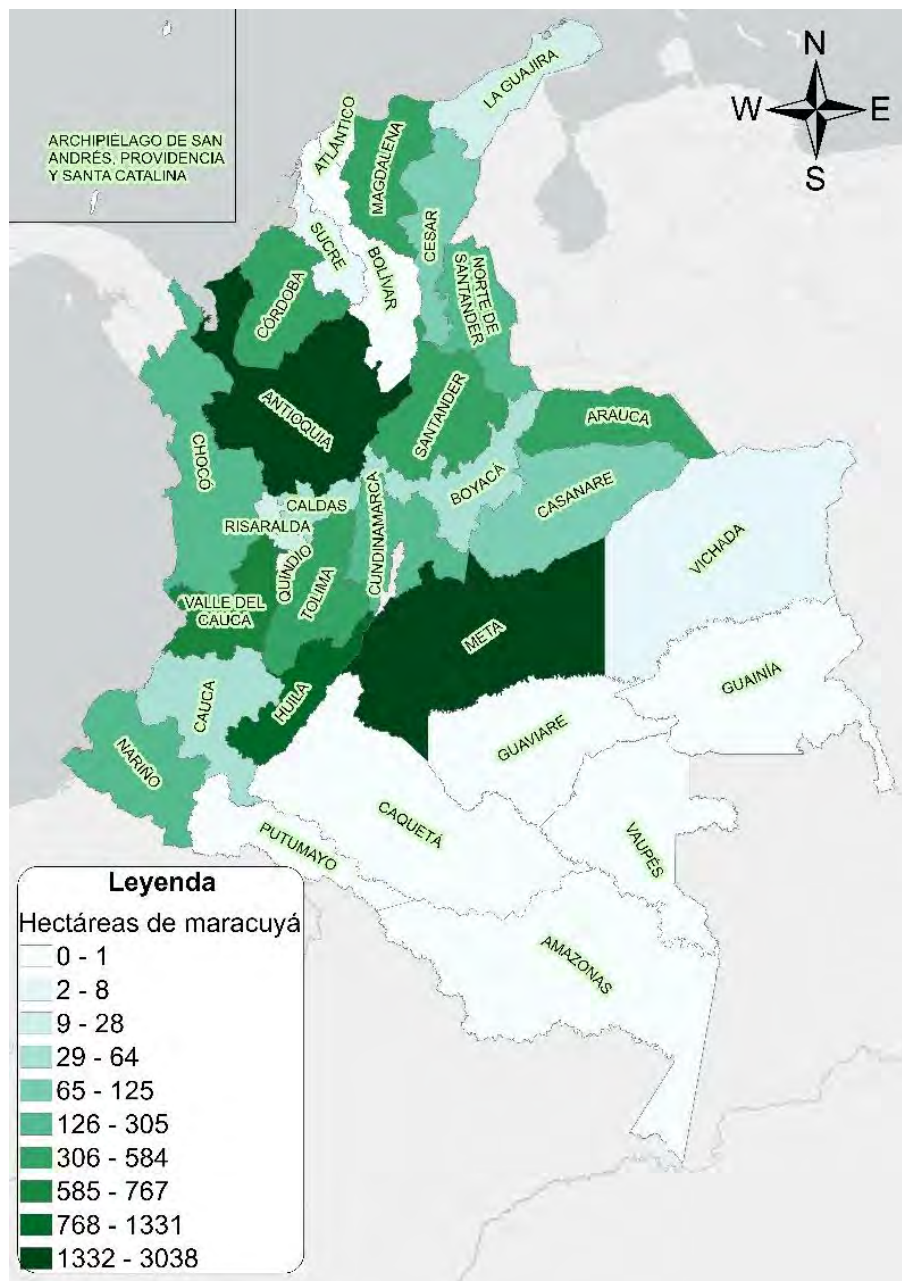 N
W E
S
ARCHIPIÉLAGO DE SAN
ANDRÉS, PROVIDENCIA
Y SANTA CATALINA
LA GUAJIRA
ATLÁNTICO
MAGDALENA
CESAR
SUCRE
BOLÍVAR
NORTE DE
SANTANDER
CÓRDOBA
ANTIOQUIA
SANTANDER
ARAUCA
CHOCÓ
BOYACÁ
CASANARE
CALDAS
RISARALDA
CUNDINAMARCA
VICHADA
QUINDIO
TOLIMA
VALLE DEL
CAUCA
META
GUAINÍA
HUILA
CAUCA
GUAVIARE
NARIÑO
CAQUETÁ
VAUPÉS
PUTUMAYO
AMAZONAS
Leyenda
Hectáreas de maracuyá
0 - 1
2 - 8
9 - 28
29 - 64
65 - 125
126 - 305
306 - 584
585 - 767
768 - 1331
1332 - 3038